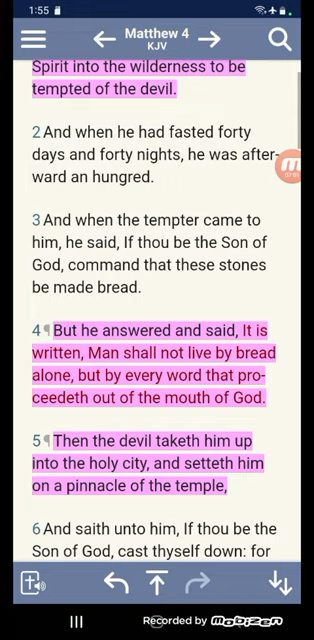 1:55
Matthew 4
KJV
Spirit into the wilderness to be
tempted of the devil.
2 And when he had fasted forty
days and forty nights, he was after-
ward an hungred.
3 And when the tempter came to
him, he said, If thou be the Son of
God, command that these stones
be made bread.
4 ¶ But he answered and said, It is
written, Man shall not live by bread
alone, but by every word that pro-
ceedeth out of the mouth of God.
5 ¶ Then the devil taketh him up
into the holy city, and setteth him
on a pinnacle of the temple,
6 And saith unto him, If thou be the
Son of God, cast thyself down: for
Recorded by mobizen